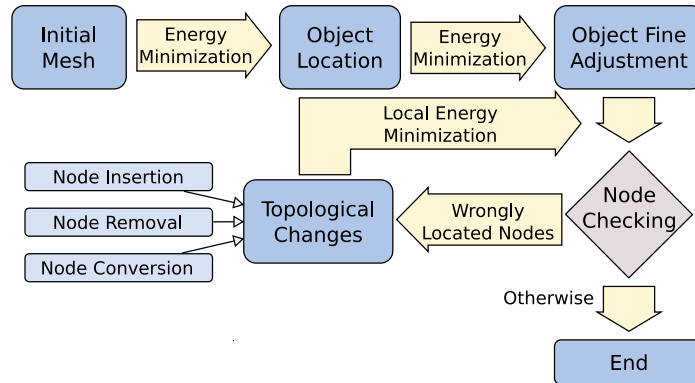 Initial
Mesh
Energy
Minimization
Object
Location
Energy
Minimization
Object Fine
Adjustment
Local Energy
Minimization
Node Insertion
Node Removal
Node Conversion
Topological
Changes
Wrongly
Located Nodes
Node
Checking
Otherwise
End